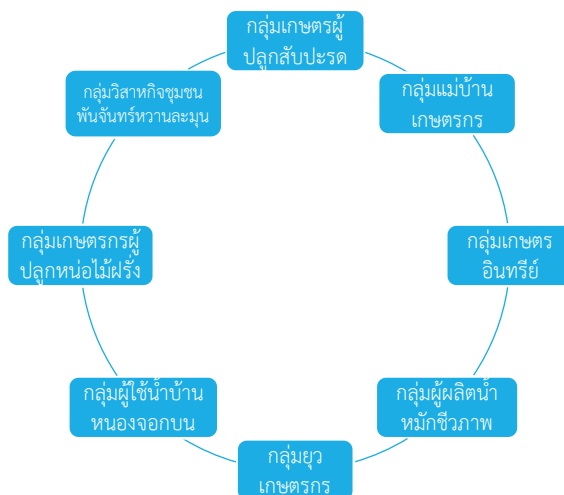 กลุ่มเกษตรผู้
ปลูกสับปะรด
กลุ่มแม่บ้าน
เกษตรกร
กลุ่มเกษตร
อินทรีย์
กลุ่มผู้ผลิตน้ำ
หมักชีวภาพ
กลุ่มยุว
เกษตรกร
กลุ่มผู้ใช้น้ำบ้าน
หนองจอกบน
กลุ่มเกษตรกรผู้
ปลูกหน่อไม้ฝรั่ง
กลุ่มวิสาหกิจชุมชน
พันจันทร์หวานละมุน